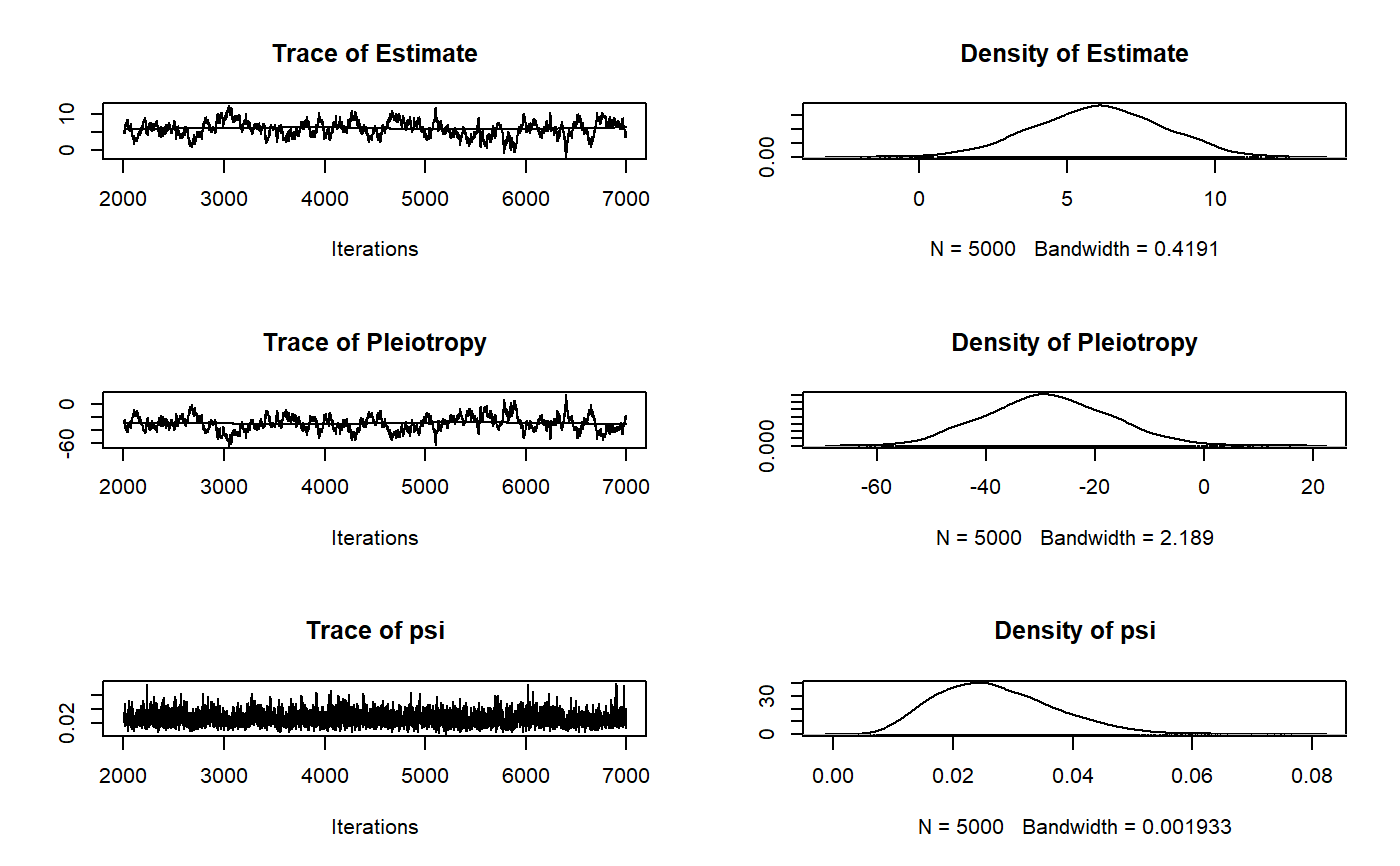 Trace of Estimate
10
0
2000 3000 4000 5000 6000 7000
Iterations
Density of Estimate
0.00
0 5 10
N = 5000 Bandwidth = 0.4191
Trace of Pleiotropy
0
-60
2000 3000 4000 5000 6000 7000
Iterations
Density of Pleiotropy
0.000
-60 -40 -20 0 20
N = 5000 Bandwidth = 2.189
Trace of psi
0.02
2000 3000 4000 5000 6000 7000
Iterations
Density of psi
30
0
0.00 0.02 0.04 0.06 0.08
N = 5000 Bandwidth = 0.001933